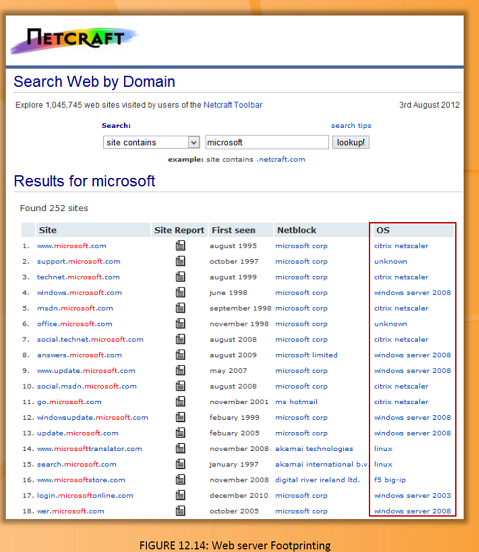 NETCRAFT
Search Web by Domain
Explore 1,045,745 web sites visited by users of the Netcraft Toolbar 3rd August 2012
Search: search tips
site contains microsoft lookup!
example: site contains .netcraft.com
Results for microsoft
Found 252 sites
Site Site Report First seen Netblock OS
1. www.microsoft.com august 1995 microsoft corp citrix netscaler
2. support.microsoft.com october 1997 microsoft corp unknown
3. technet.microsoft.com august 1999 microsoft corp citrix netscaler
4. windows.microsoft.com june 1998 microsoft corp windows server 2008
5. msdn.microsoft.com september 1998 microsoft corp citrix netscaler
6. office.microsoft.com november 1998 microsoft corp unknown
7. social.technet.microsoft.com august 2008 microsoft corp citrix netscaler
8. answers.microsoft.com august 2009 microsoft limited windows server 2008
9. www.update.microsoft.com may 2007 microsoft corp windows server 2008
10. social.msdn.microsoft.com august 2008 microsoft corp citrix netscaler
11. go.microsoft.com november 2001 ms hotmail citrix netscaler
12. windowsupdate.microsoft.com febuary 1999 microsoft corp windows server 2008
13. update.microsoft.com febuary 2005 microsoft corp windows server 2008
14. www.microsofttranslator.com november 2008 akamai technologies linux
15. search.microsoft.com january 1997 akamai international b.v. linux
16. www.microsoftstore.com november 2008 digital river ireland ltd. f5 big-ip
17. login.microsoftonline.com december 2010 microsoft corp windows server 2003
18. wer.microsoft.com october 2005 microsoft corp windows server 2008
FIGURE 12.14: Web server Footprinting